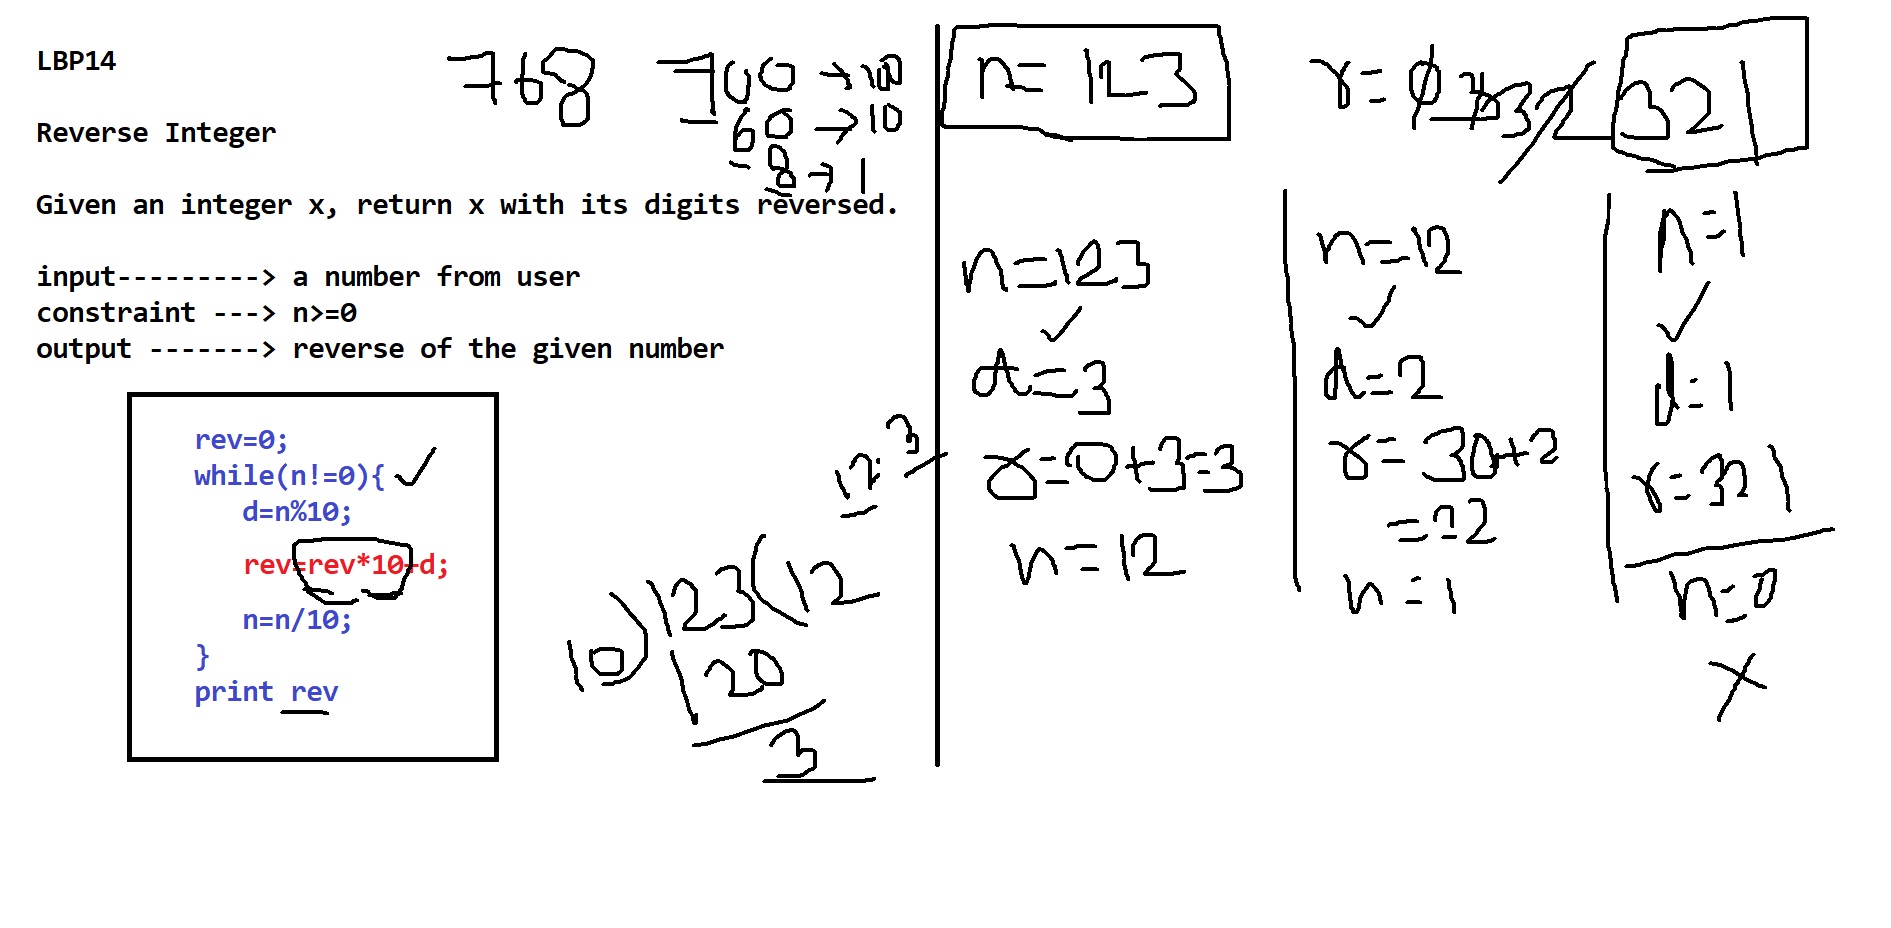 LBP14
Reverse Integer
Given an integer x, return x with its digits reversed.
input---------> a number from user
constraint ---> n>=0
output -------> reverse of the given number
rev=0;
while(n!=0){
d=n%10;
rev=rev*10+d;
n=n/10;
}
print rev
768
700 → 100
60 → 10
8 → 1
12.3
10)123(12
120
3
n= 123
r= 0 3 32 321
n=123
d=3
r=0+3=3
n=12
n=12
d=2
r=30+2
=32
n=1
n=1
d=1
r=321
n=0